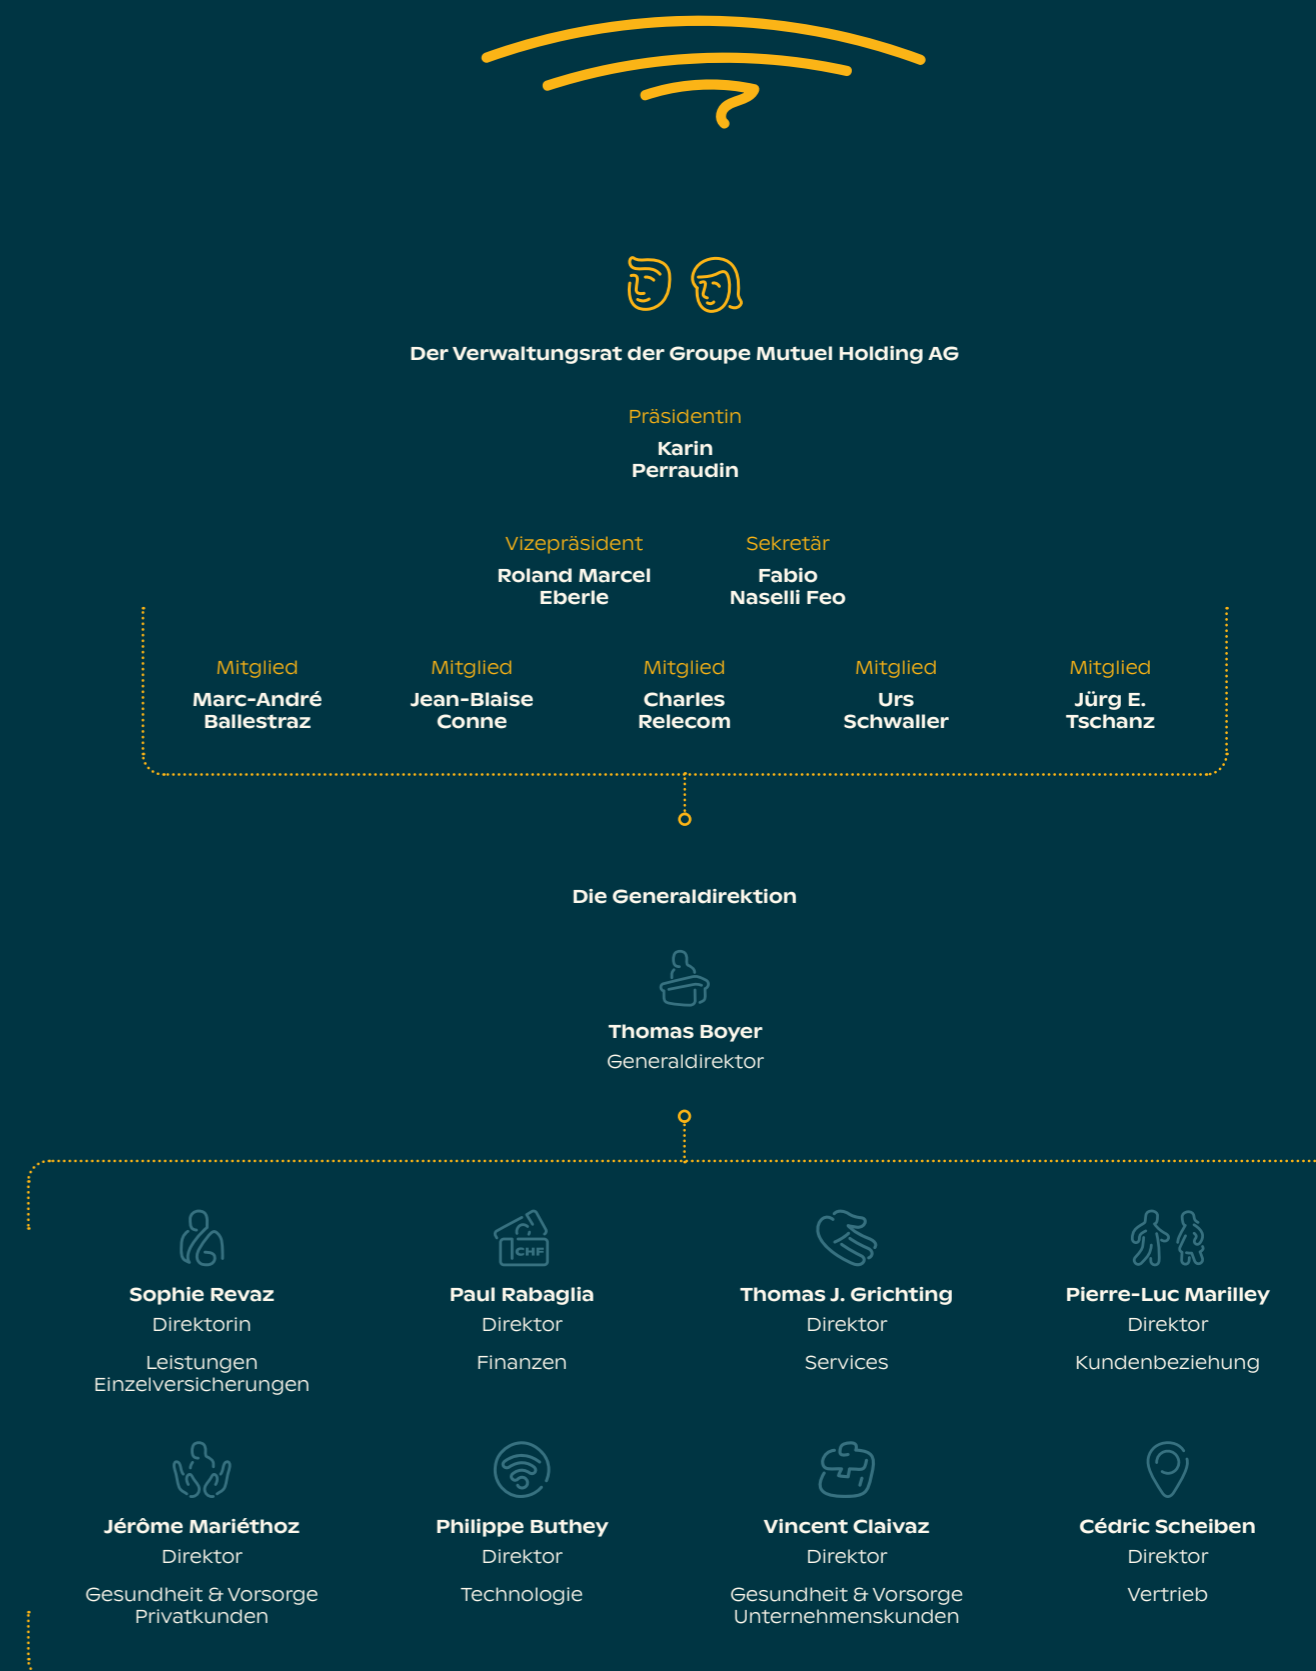 Der Verwaltungsrat der Groupe Mutuel Holding AG
Präsidentin
Karin
Perraudin
Vizepräsident
Roland Marcel
Eberle
Sekretär
Fabio
Naselli Feo
Mitglied
Marc-André
Ballestraz
Mitglied
Jean-Blaise
Conne
Mitglied
Charles
Relecom
Mitglied
Urs
Schwaller
Mitglied
Jürg E.
Tschanz
Die Generaldirektion
Thomas Boyer
Generaldirektor
Sophie Revaz
Direktorin
Leistungen
Einzelversicherungen
CHF
Paul Rabaglia
Direktor
Finanzen
Thomas J. Grichting
Direktor
Services
Pierre-Luc Marilley
Direktor
Kundenbeziehung
Jérôme Mariéthoz
Direktor
Gesundheit & Vorsorge
Privatkunden
Philippe Buthey
Direktor
Technologie
Vincent Claivaz
Direktor
Gesundheit & Vorsorge
Unternehmenskunden
Cédric Scheiben
Direktor
Vertrieb